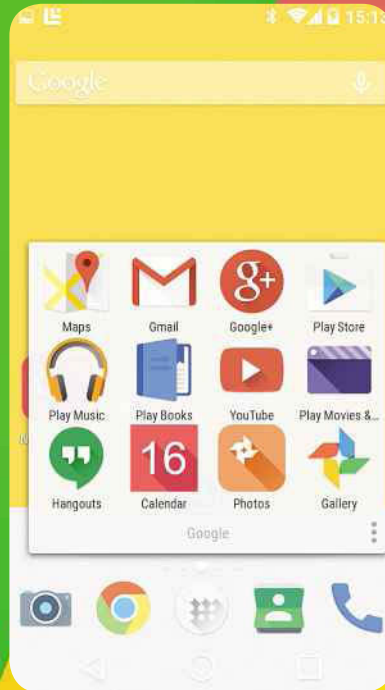 15:13
Google
Maps Gmail Google+ Play Store
Play Music Play Books YouTube Play Movies &...
16
Hangouts Calendar Photos Gallery
Google